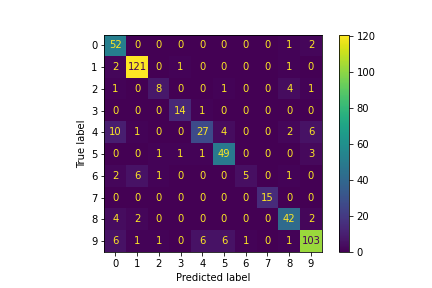 0 52 0 0 0 0 0 0 0 1 2
1 2 121 0 1 0 0 0 0 1 0
2 1 0 8 0 0 1 0 0 4 1
3 0 0 0 14 1 0 0 0 0 0
4 10 1 0 0 27 4 0 0 2 6
5 0 0 1 1 1 49 0 0 0 3
6 2 6 1 0 0 0 5 0 1 0
7 0 0 0 0 0 0 0 15 0 0
8 4 2 0 0 0 0 0 0 42 2
9 6 1 1 0 6 6 1 0 1 103
0 1 2 3 4 5 6 7 8 9
Predicted label
True label
120
100
80
60
40
20
0